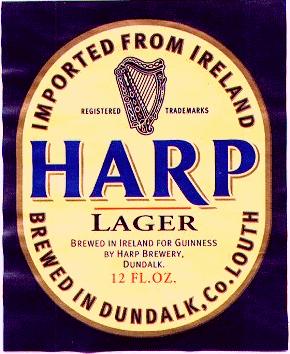 IMPORTED FROM IRELAND
REGISTERED TRADEMARKS
HARP
LAGER
BREWED IN IRELAND FOR GUINNESS
BY HARP BREWERY,
DUNDALK.
12 FL.OZ.
BREWED IN DUNDALK, Co. LOUTH